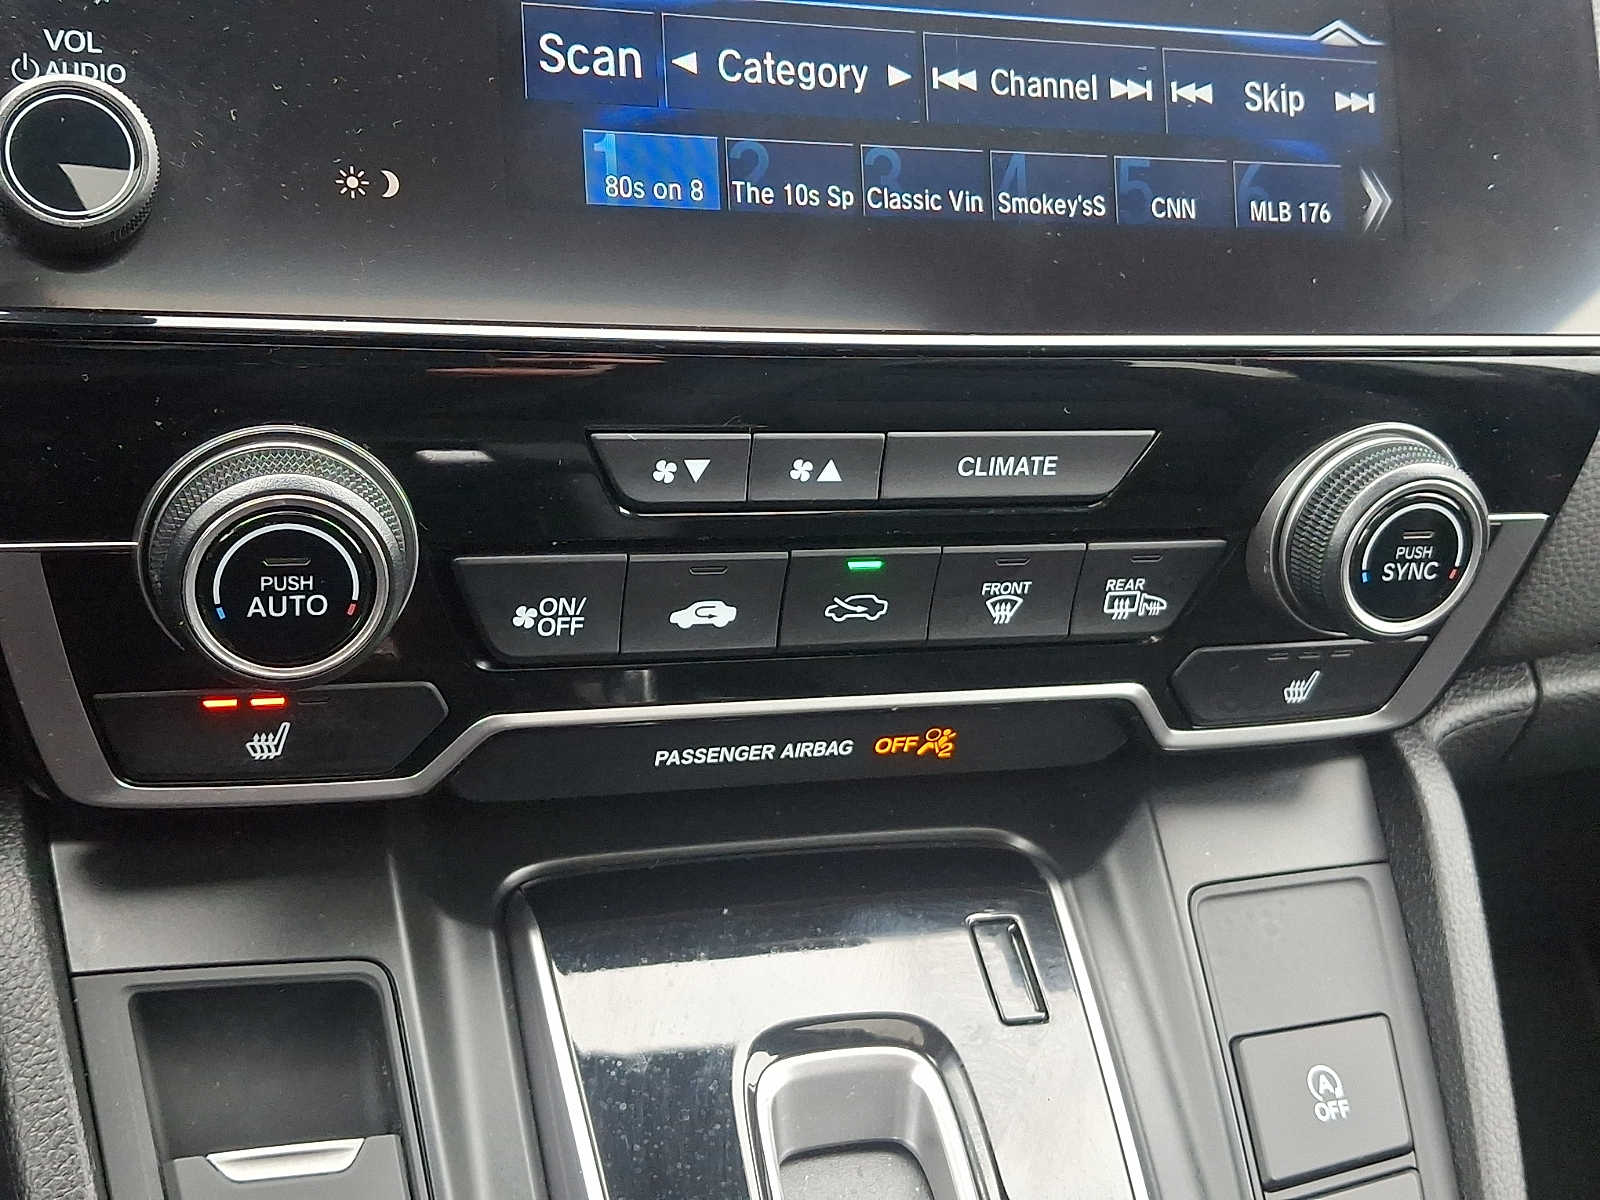 VOL
AUDIO
Scan Category Channel Skip
1 2 3 4 5 6
80s on 8 The 10s Sp Classic Vin Smokey'sS CNN MLB 176
CLIMATE
PUSH
AUTO
ON/
OFF
FRONT
REAR
PUSH
SYNC
PASSENGER AIRBAG OFF 2
A
OFF